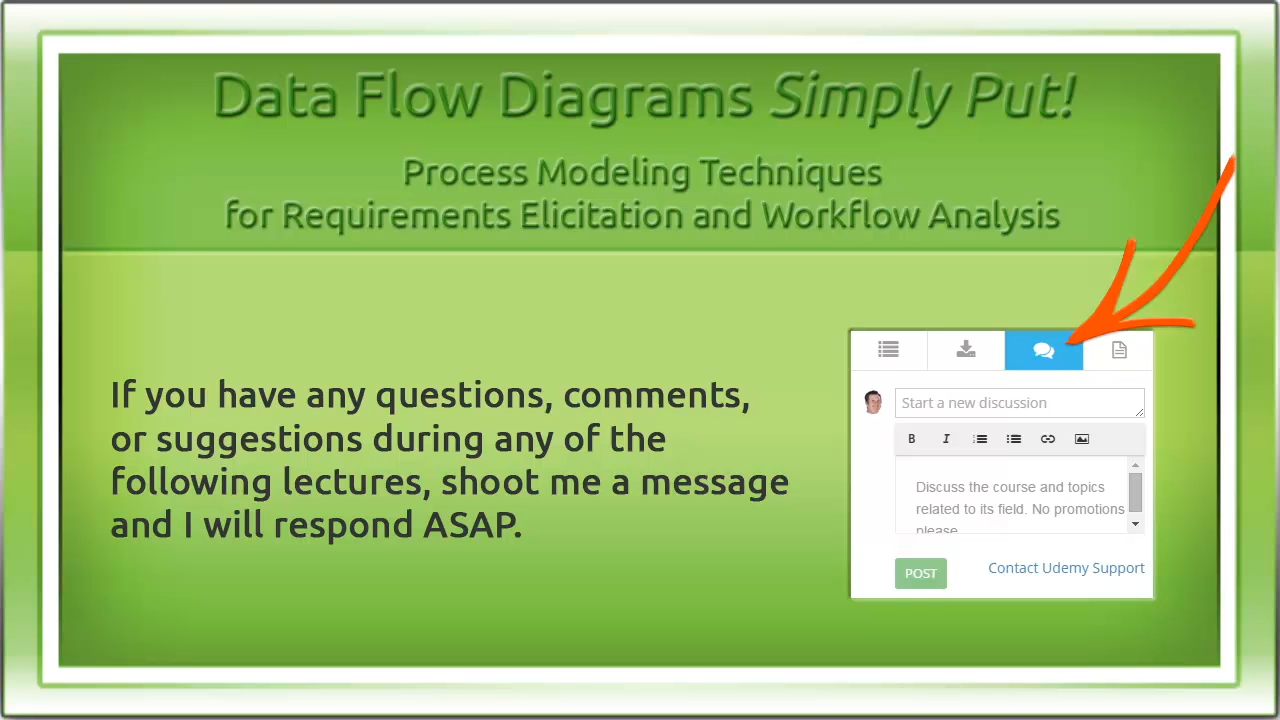 Data Flow Diagrams Simply Put!
Process Modeling Techniques
for Requirements Elicitation and Workflow Analysis
If you have any questions, comments,
or suggestions during any of the
following lectures, shoot me a message
and I will respond ASAP.
Start a new discussion
B I
Discuss the course and topics
related to its field. No promotions
please
POST
Contact Udemy Support